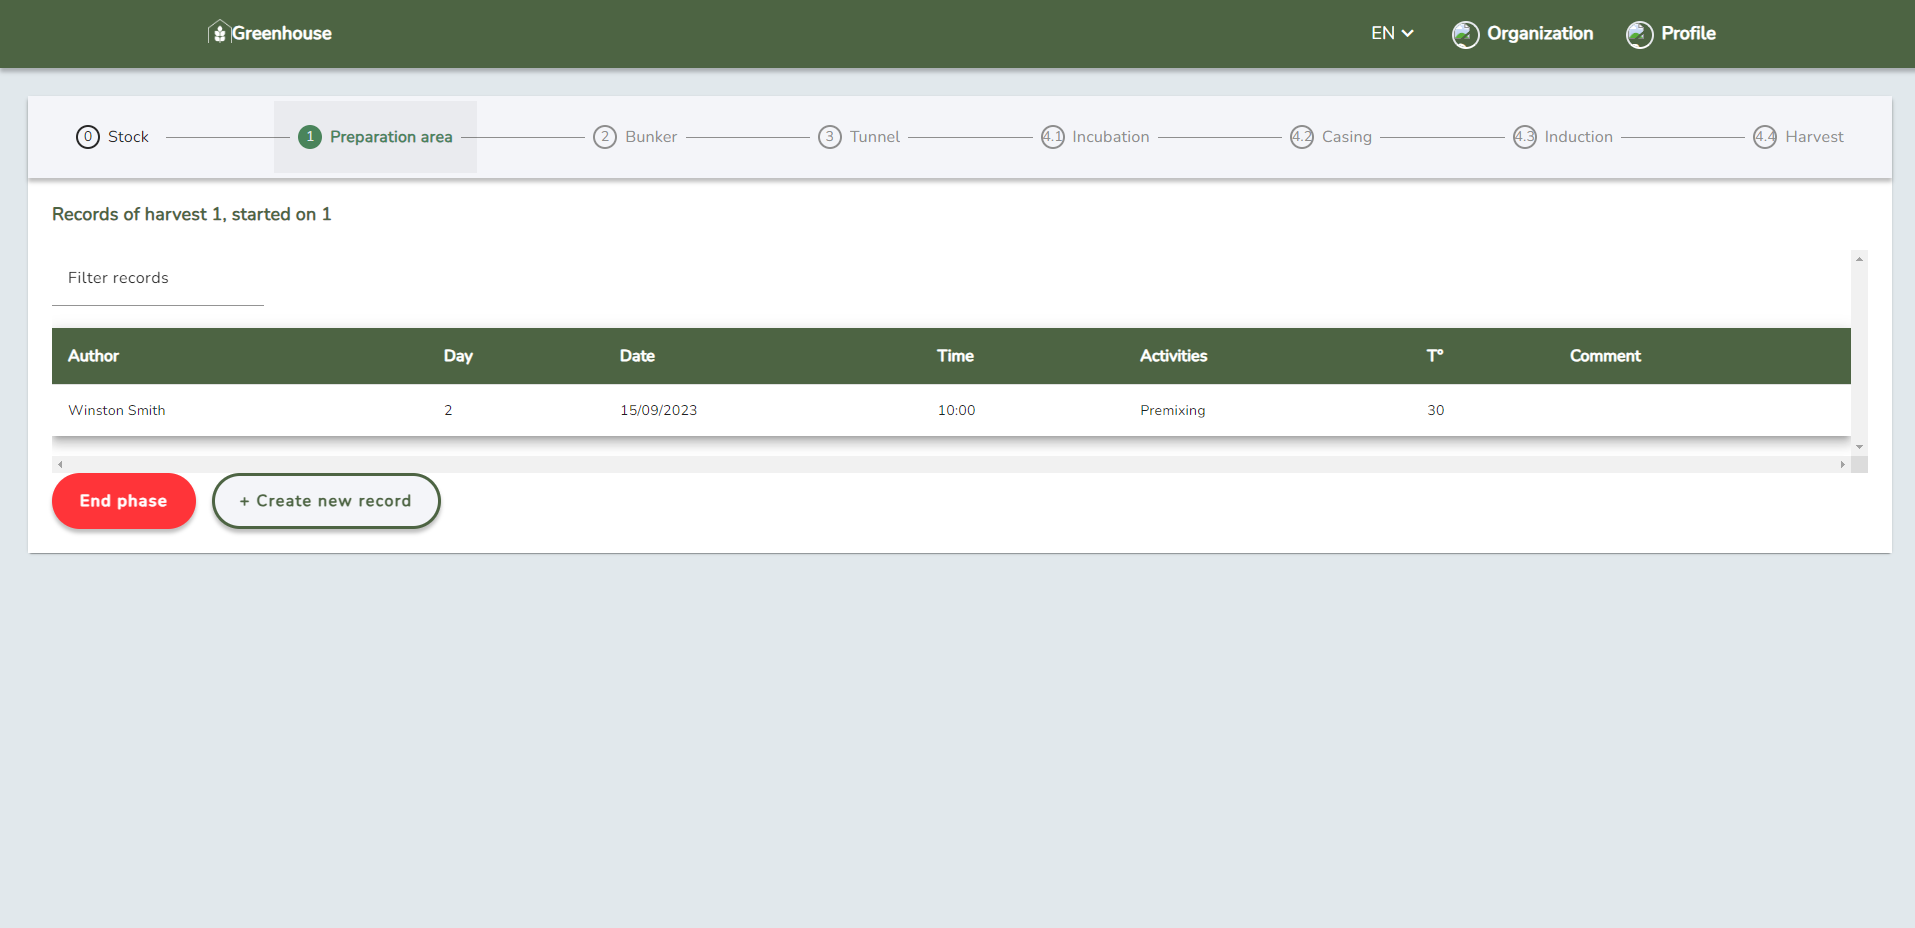 Greenhouse EN Organization Profile
0 Stock 1 Preparation area 2 Bunker 3 Tunnel 4.1 Incubation 4.2 Casing 4.3 Induction 4.4 Harvest
Records of harvest 1, started on 1
Filter records
Author Day Date Time Activities T° Comment
Winston Smith 2 15/09/2023 10:00 Premixing 30
End phase + Create new record